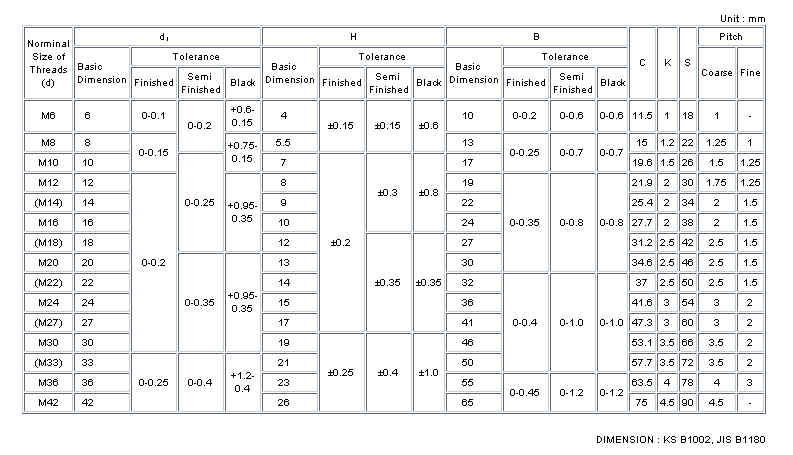 Unit : mm
Norminal Size of Threads (d) d₁ H B C K S Pitch
Basic Dimension Tolerance Basic Dimension Tolerance Basic Dimension Tolerance Coarse Fine
Finished Semi Finished Black Finished Semi Finished Black Finished Semi Finished Black
M6 6 0-0.1 0-0.2 +0.6-0.15 4 ±0.15 ±0.15 ±0.6 10 0-0.2 0-0.6 0-0.6 11.5 1 18 1 -
M8 8 0-0.15 +0.75-0.15 5.5 13 0-0.25 0-0.7 0-0.7 15 1.2 22 1.25 1
M10 10 0-0.25 7 ±0.2 ±0.3 ±0.8 17 19.6 1.5 26 1.5 1.25
M12 12 0-0.2 +0.95-0.35 8 19 0-0.35 0-0.8 0-0.8 21.9 2 30 1.75 1.25
(M14) 14 9 22 25.4 2 34 2 1.5
M16 16 10 24 27.7 2 38 2 1.5
(M18) 18 12 ±0.35 ±0.35 27 31.2 2.5 42 2.5 1.5
M20 20 0-0.35 +0.95-0.35 13 30 34.6 2.5 46 2.5 1.5
(M22) 22 14 32 0-0.4 0-1.0 0-1.0 37 2.5 50 2.5 1.5
M24 24 15 36 41.6 3 54 3 2
(M27) 27 17 41 47.3 3 60 3 2
M30 30 19 ±0.25 ±0.4 ±1.0 46 53.1 3.5 66 3.5 2
(M33) 33 0-0.25 0-0.4 +1.2-0.4 21 50 57.7 3.5 72 3.5 2
M36 36 23 55 0-0.45 0-1.2 0-1.2 63.5 4 78 4 3
M42 42 26 65 75 4.5 90 4.5 -
DIMENSION : KS B1002, JIS B1180